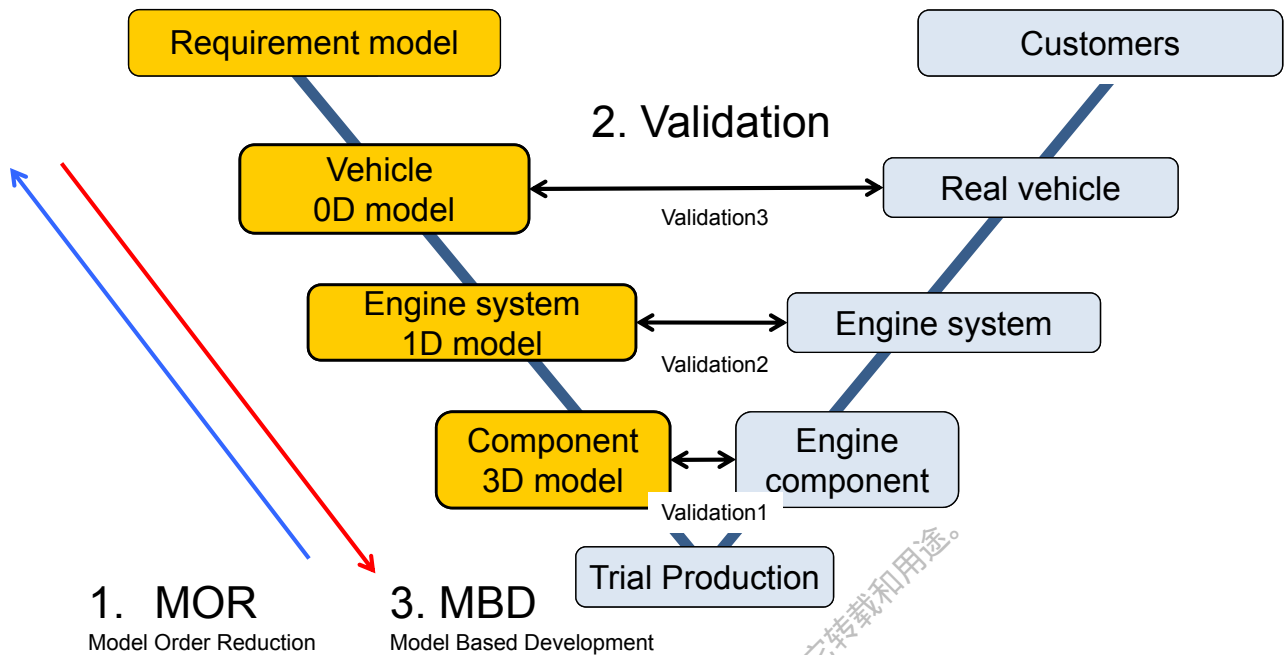 Requirement model
Customers
2. Validation
Vehicle
0D model
Real vehicle
Validation3
Engine system
1D model
Engine system
Validation2
Component
3D model
Engine
component
Validation1
Trial Production
1. MOR
Model Order Reduction
3. MBD
Model Based Development
转载和用途。